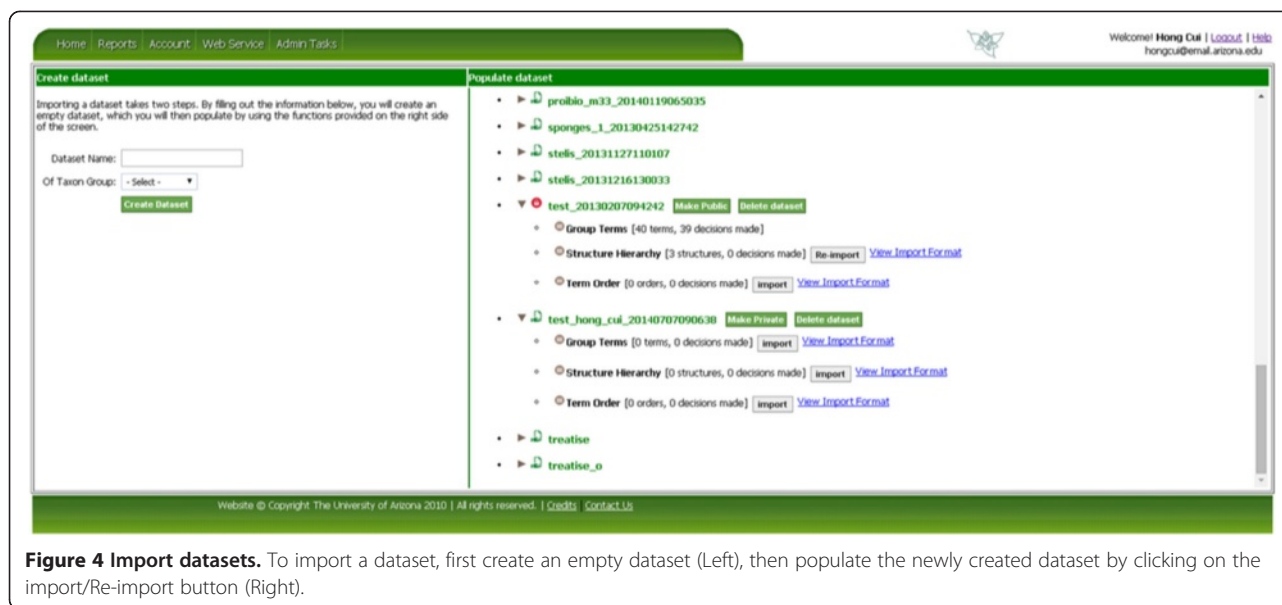 Home | Reports | Account | Web Service | Admin Tasks
Welcome! Hong Cui | Logout | Help
hongcui@email.arizona.edu
Create dataset
Importing a dataset takes two steps. By filling out the information below, you will create an
empty dataset, which you will then populate by using the functions provided on the right side
of the screen.
Dataset Name:
Of Taxon Group: - Select -
Create Dataset
Populate dataset
proibio_m33_20140119065035
sponges_1_20130425142742
stelis_20131127110107
stelis_20131216130033
test_20130207094242 Make Public Delete dataset
Group Terms [40 terms, 39 decisions made]
Structure Hierarchy [3 structures, 0 decisions made] Re-import View Import Format
Term Order [0 orders, 0 decisions made] import View Import Format
test_hong_cui_20140707090638 Make Private Delete dataset
Group Terms [0 terms, 0 decisions made] import View Import Format
Structure Hierarchy [0 structures, 0 decisions made] import View Import Format
Term Order [0 orders, 0 decisions made] import View Import Format
treatise
treatise_o
Website © Copyright The University of Arizona 2010 | All rights reserved. | Credits | Contact Us
Figure 4 Import datasets. To import a dataset, first create an empty dataset (Left), then populate the newly created dataset by clicking on the
import/Re-import button (Right).